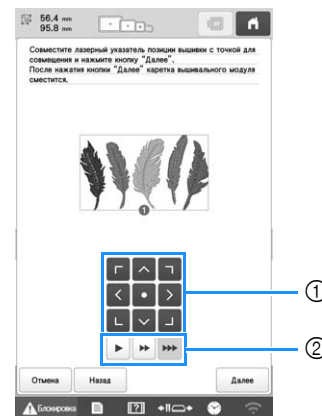 56.4 mm
95.8 mm
Совместите лазерный указатель позиции вышивки с точкой для
совмещения и нажмите кнопку "Далее".
После нажатия кнопки "Далее" каретка вышивального модуля
сместится.
1
①
②
Отмена Назад Далее
Блокировка